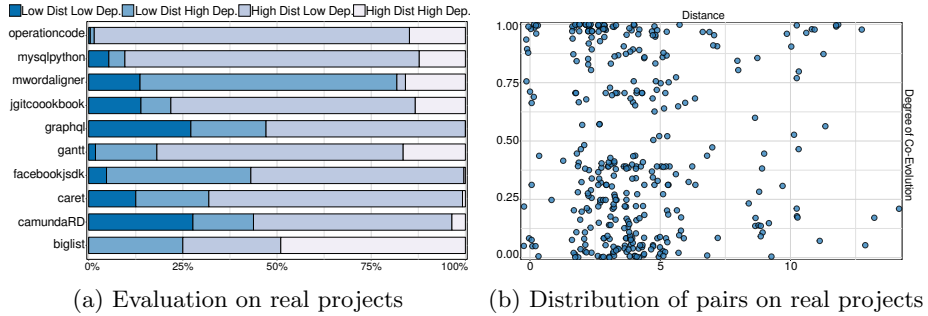 Low Dist Low Dep. Low Dist High Dep. High Dist Low Dep. High Dist High Dep.
operationcode
mysqlpython
mwordaligner
jgitcoookbook
graphql
gantt
facebookjsdk
caret
camundaRD
biglist
0% 25% 50% 75% 100%
(a) Evaluation on real projects
Distance
1.00
0.75
0.50
0.25
0.00
0 5 10
Degree of Co-Evolution
(b) Distribution of pairs on real projects